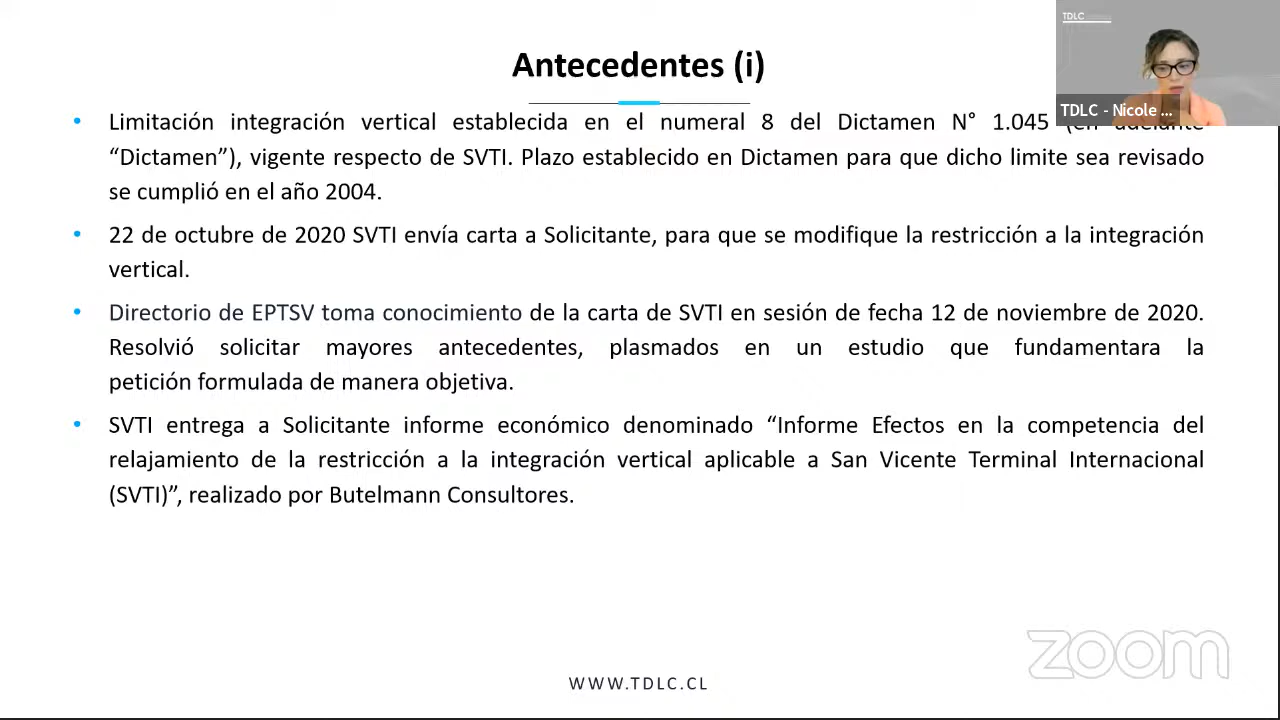 TDLC
Antecedentes (i)
TDLC - Nicole ...
• Limitación integración vertical establecida en el numeral 8 del Dictamen N° 1.045 (en adelante
“Dictamen”), vigente respecto de SVTI. Plazo establecido en Dictamen para que dicho limite sea revisado
se cumplió en el año 2004.
• 22 de octubre de 2020 SVTI envía carta a Solicitante, para que se modifique la restricción a la integración
vertical.
• Directorio de EPTSV toma conocimiento de la carta de SVTI en sesión de fecha 12 de noviembre de 2020.
Resolvió solicitar mayores antecedentes, plasmados en un estudio que fundamentara la
petición formulada de manera objetiva.
• SVTI entrega a Solicitante informe económico denominado “Informe Efectos en la competencia del
relajamiento de la restricción a la integración vertical aplicable a San Vicente Terminal Internacional
(SVTI)”, realizado por Butelmann Consultores.
zoom
WWW.TDLC.CL